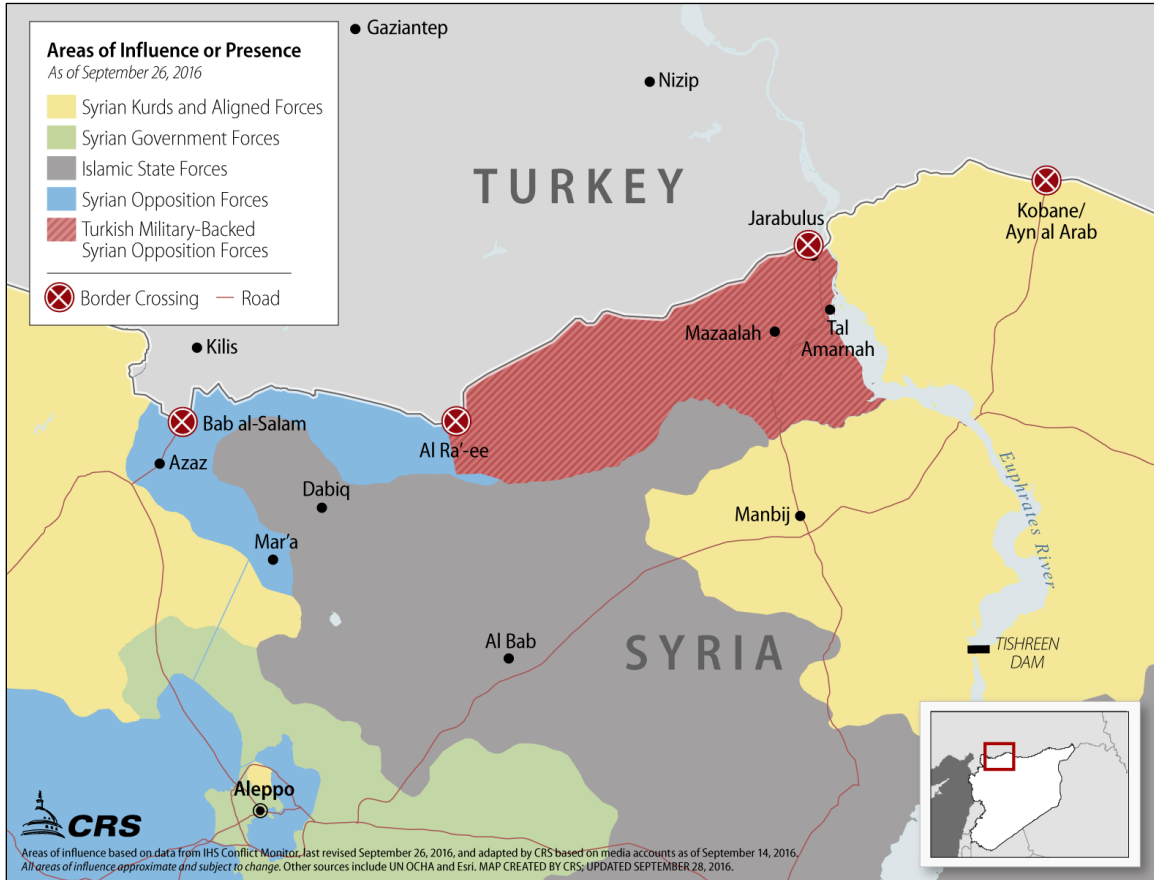 Areas of Influence or Presence
As of September 26, 2016
Syrian Kurds and Aligned Forces
Syrian Government Forces
Islamic State Forces
Syrian Opposition Forces
Turkish Military-Backed
Syrian Opposition Forces
Border Crossing
Road
Gaziantep
Nizip
TURKEY
Jarabulus
Kobane/
Ayn al Arab
Mazaalah
Tal
Amarnah
Kilis
Bab al-Salam
Al Ra’-ee
Azaz
Dabiq
Manbij
Mar’a
Euphrates River
Al Bab
SYRIA
TISHREEN
DAM
Aleppo
CRS
Areas of influence based on data from IHS Conflict Monitor, last revised September 26, 2016, and adapted by CRS based on media accounts as of September 14, 2016.
All areas of influence approximate and subject to change. Other sources include UN OCHA and Esri. MAP CREATED BY CRS; UPDATED SEPTEMBER 28, 2016.